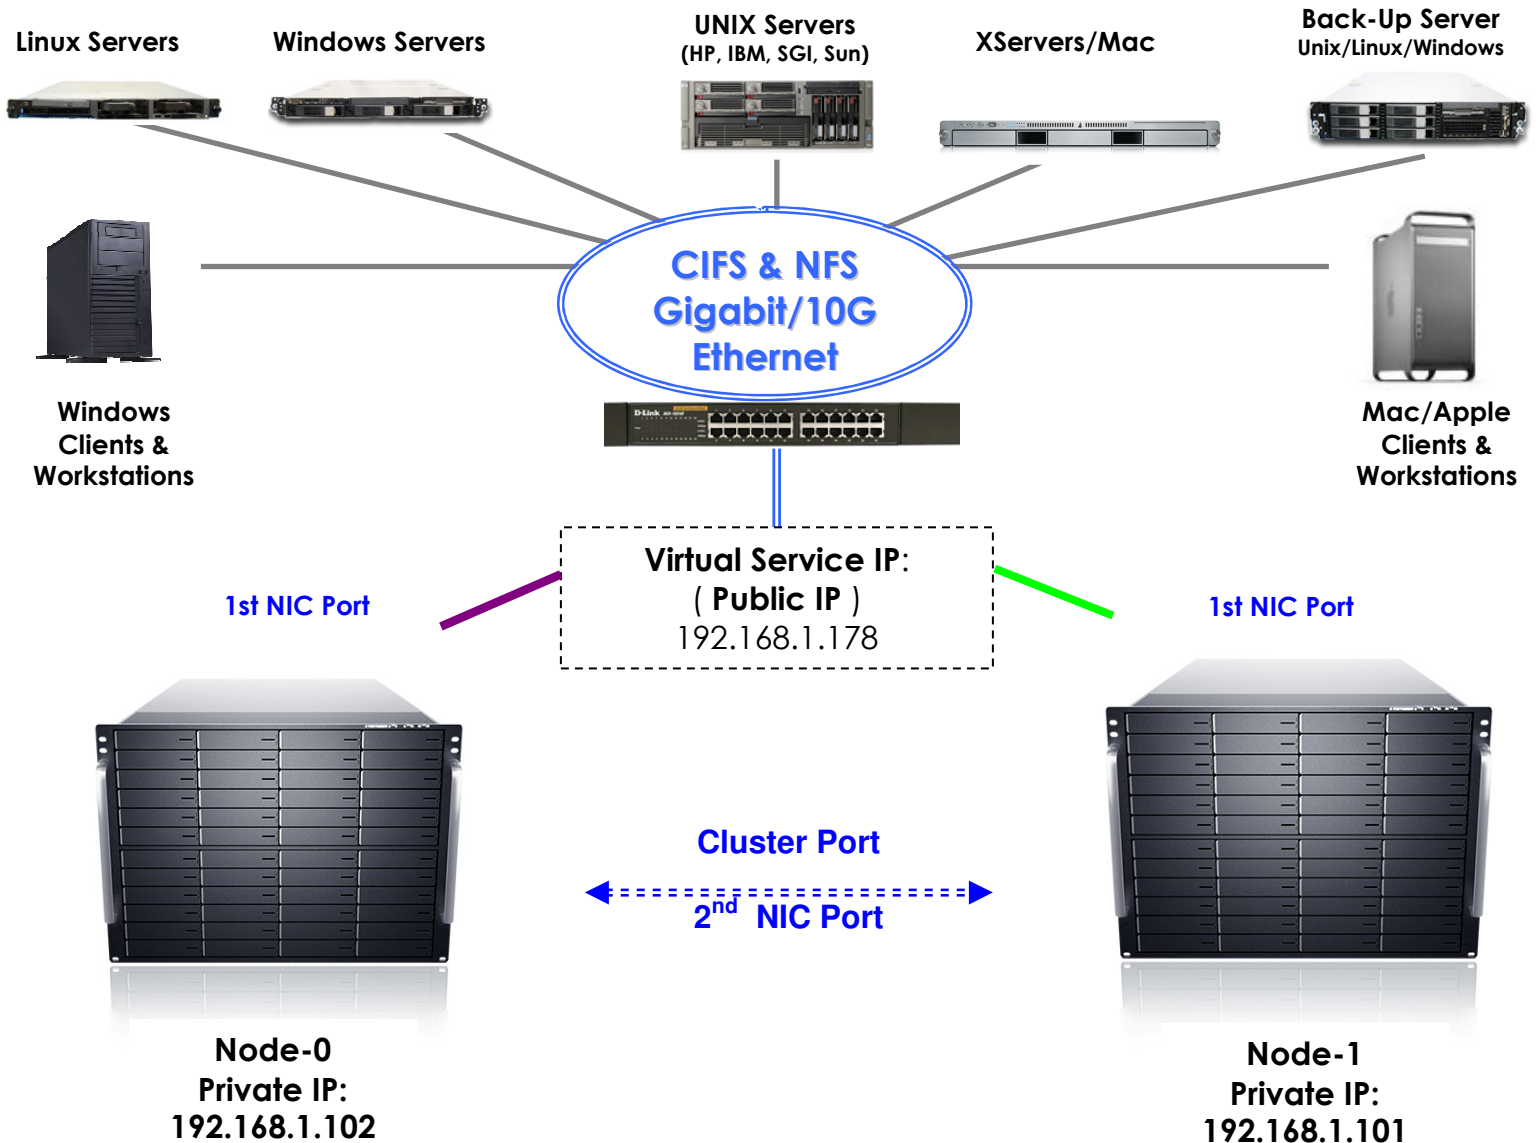 Linux Servers
Windows Servers
UNIX Servers
(HP, IBM, SGI, Sun)
XServers/Mac
Back-Up Server
Unix/Linux/Windows
CIFS & NFS
Gigabit/10G
Ethernet
D-Link
Windows
Clients &
Workstations
Mac/Apple
Clients &
Workstations
Virtual Service IP:
( Public IP )
192.168.1.178
1st NIC Port
1st NIC Port
Cluster Port
2nd NIC Port
Node-0
Private IP:
192.168.1.102
Node-1
Private IP:
192.168.1.101